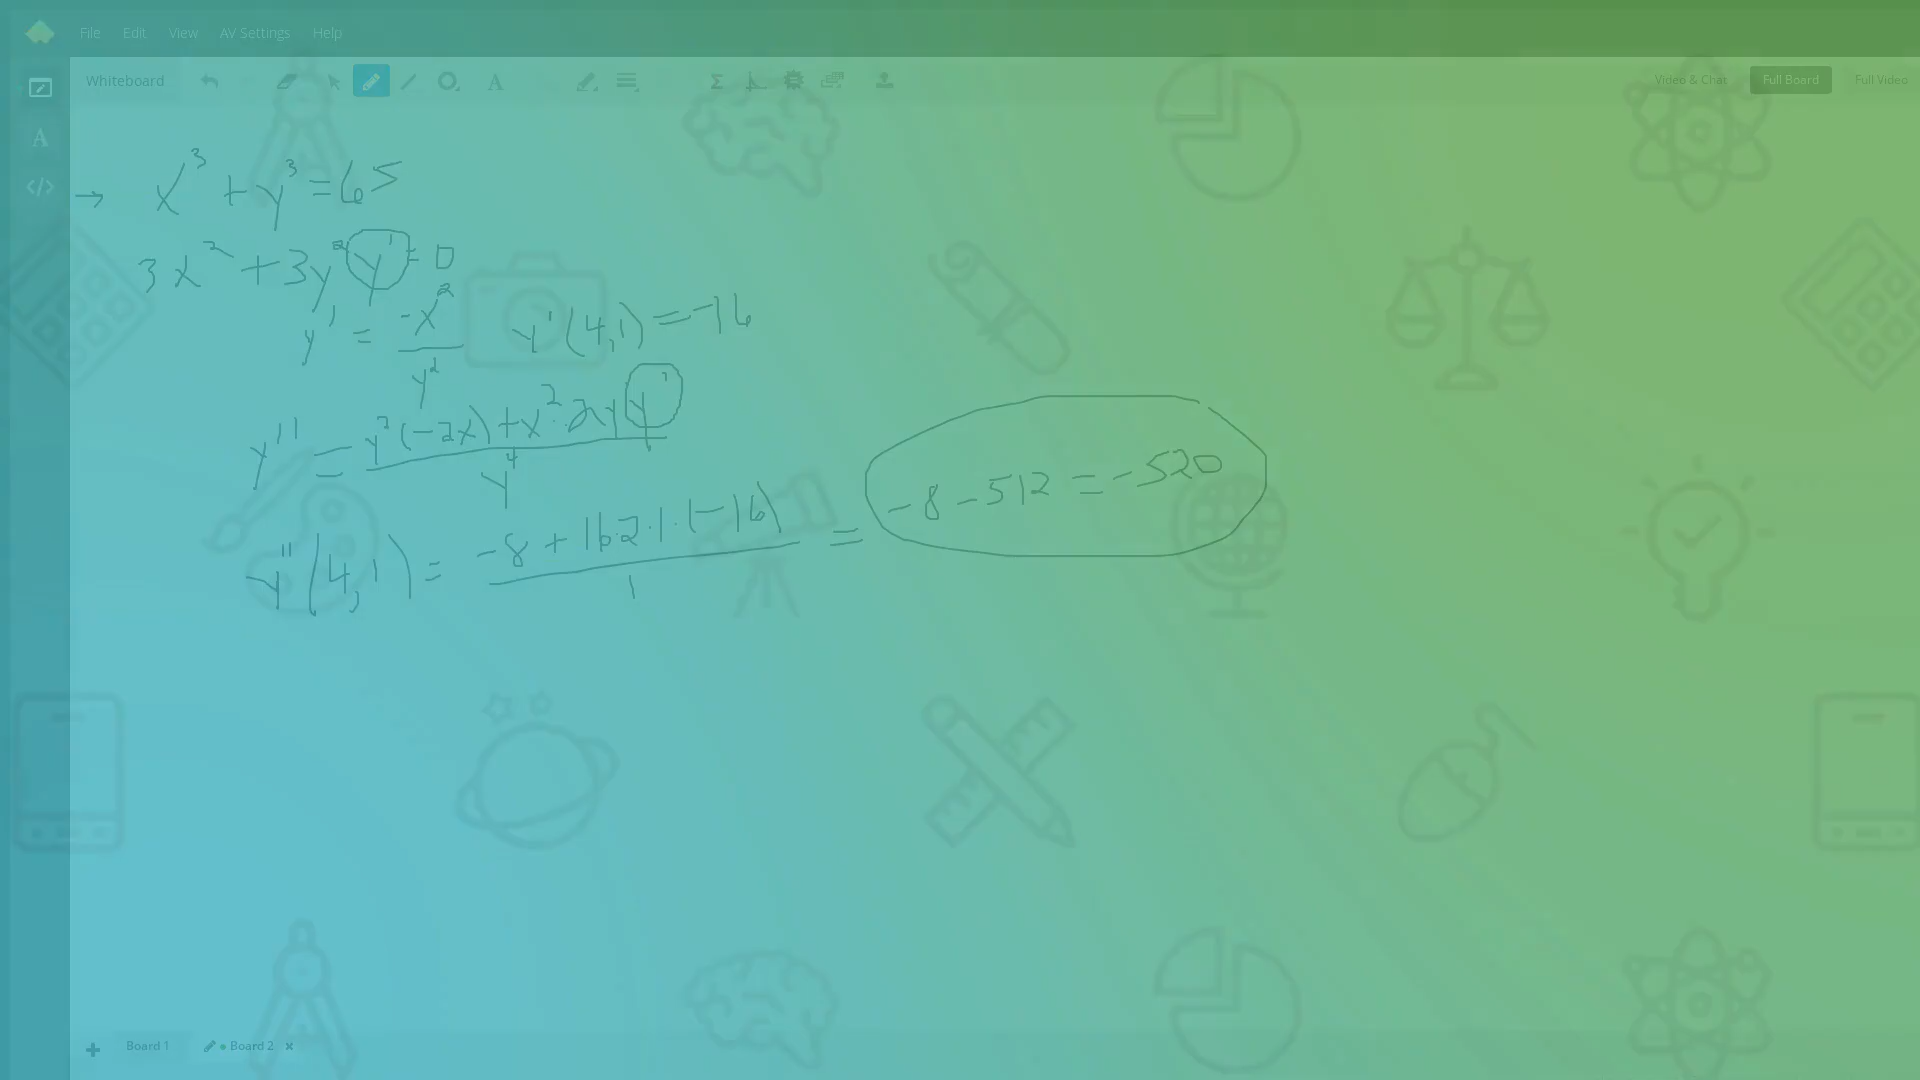 File Edit View AV Settings Help
Whiteboard A Σ Video & Chat Full Board Full Video
A
</>
→ x³ + y³ = 65
3x² + 3y²y' = 0
y' = -x²/y² y'(4,1) = -16
y'' = (y²(-2x) + x²·2y y')/y⁴
y''(4,1) = (-8 + 16·2·1·(-16))/1 = -8 - 512 = -520
+ Board 1 Board 2 ×